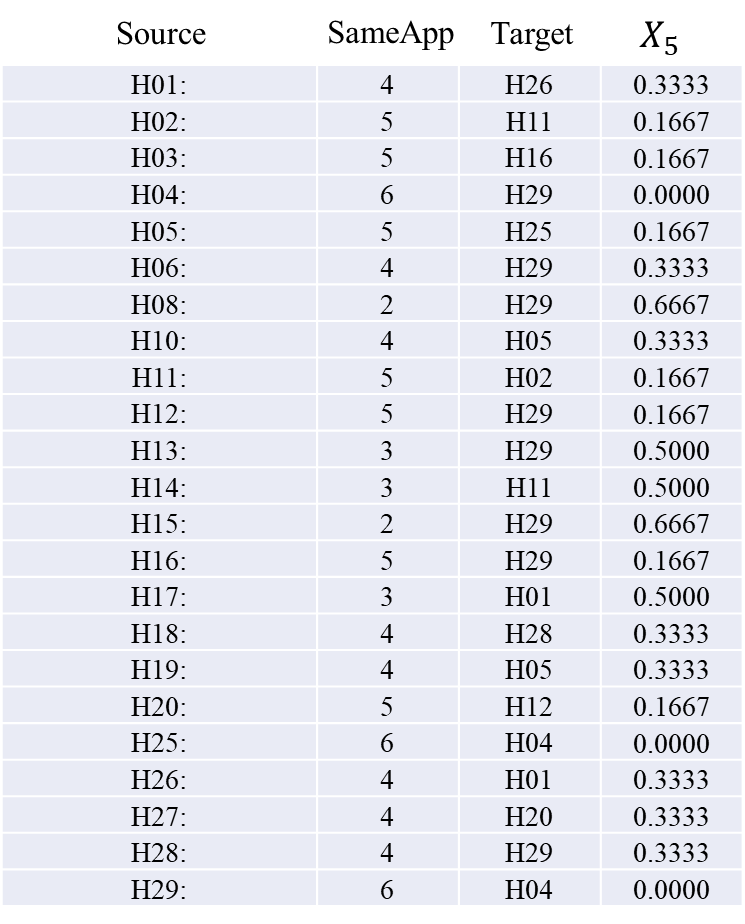 Source SameApp Target X₅
H01: 4 H26 0.3333
H02: 5 H11 0.1667
H03: 5 H16 0.1667
H04: 6 H29 0.0000
H05: 5 H25 0.1667
H06: 4 H29 0.3333
H08: 2 H29 0.6667
H10: 4 H05 0.3333
H11: 5 H02 0.1667
H12: 5 H29 0.1667
H13: 3 H29 0.5000
H14: 3 H11 0.5000
H15: 2 H29 0.6667
H16: 5 H29 0.1667
H17: 3 H01 0.5000
H18: 4 H28 0.3333
H19: 4 H05 0.3333
H20: 5 H12 0.1667
H25: 6 H04 0.0000
H26: 4 H01 0.3333
H27: 4 H20 0.3333
H28: 4 H29 0.3333
H29: 6 H04 0.0000